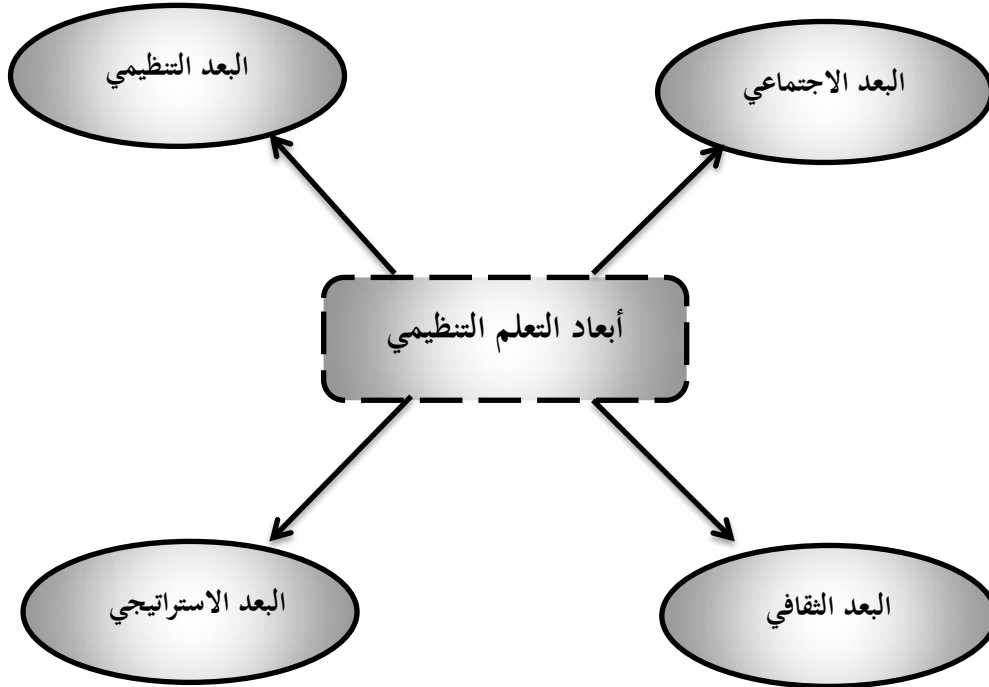 البعد الاجتماعي
البعد التنظيمي
أبعاد التعلم التنظيمي
البعد الثقافي
البعد الاستراتيجي